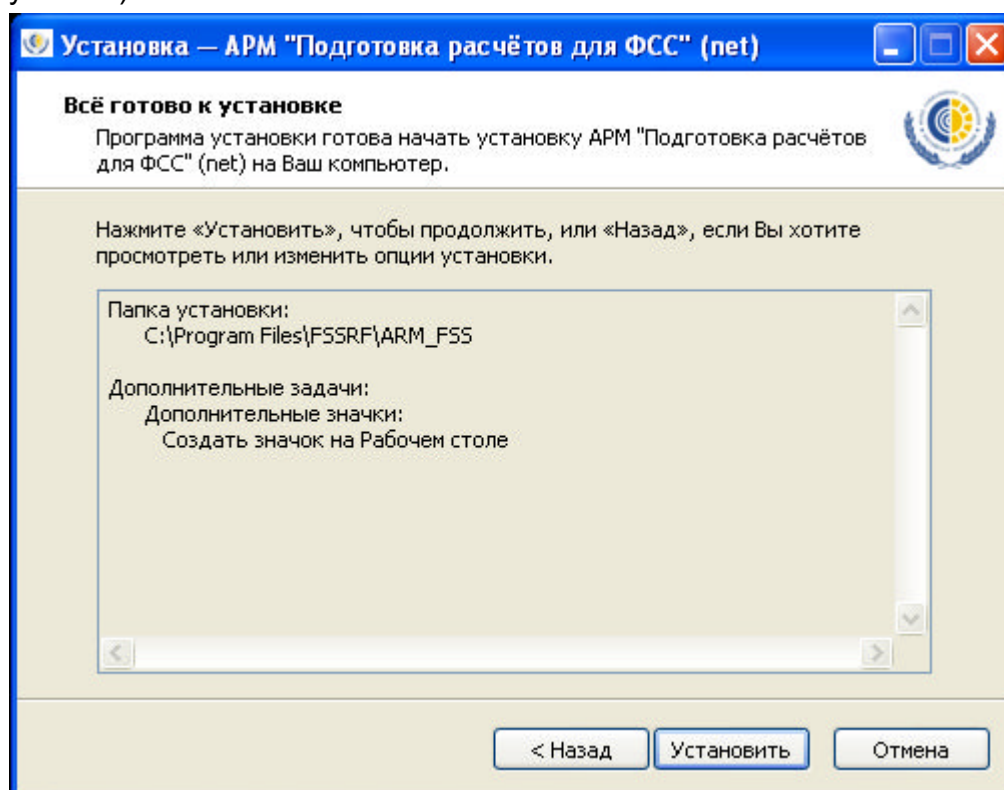 Установка — АРМ "Подготовка расчётов для ФСС" (net)
Всё готово к установке
Программа установки готова начать установку АРМ "Подготовка расчётов
для ФСС" (net) на Ваш компьютер.
Нажмите «Установить», чтобы продолжить, или «Назад», если Вы хотите
просмотреть или изменить опции установки.
Папка установки:
C:\Program Files\FSSRF\ARM_FSS
Дополнительные задачи:
Дополнительные значки:
Создать значок на Рабочем столе
< Назад
Установить
Отмена